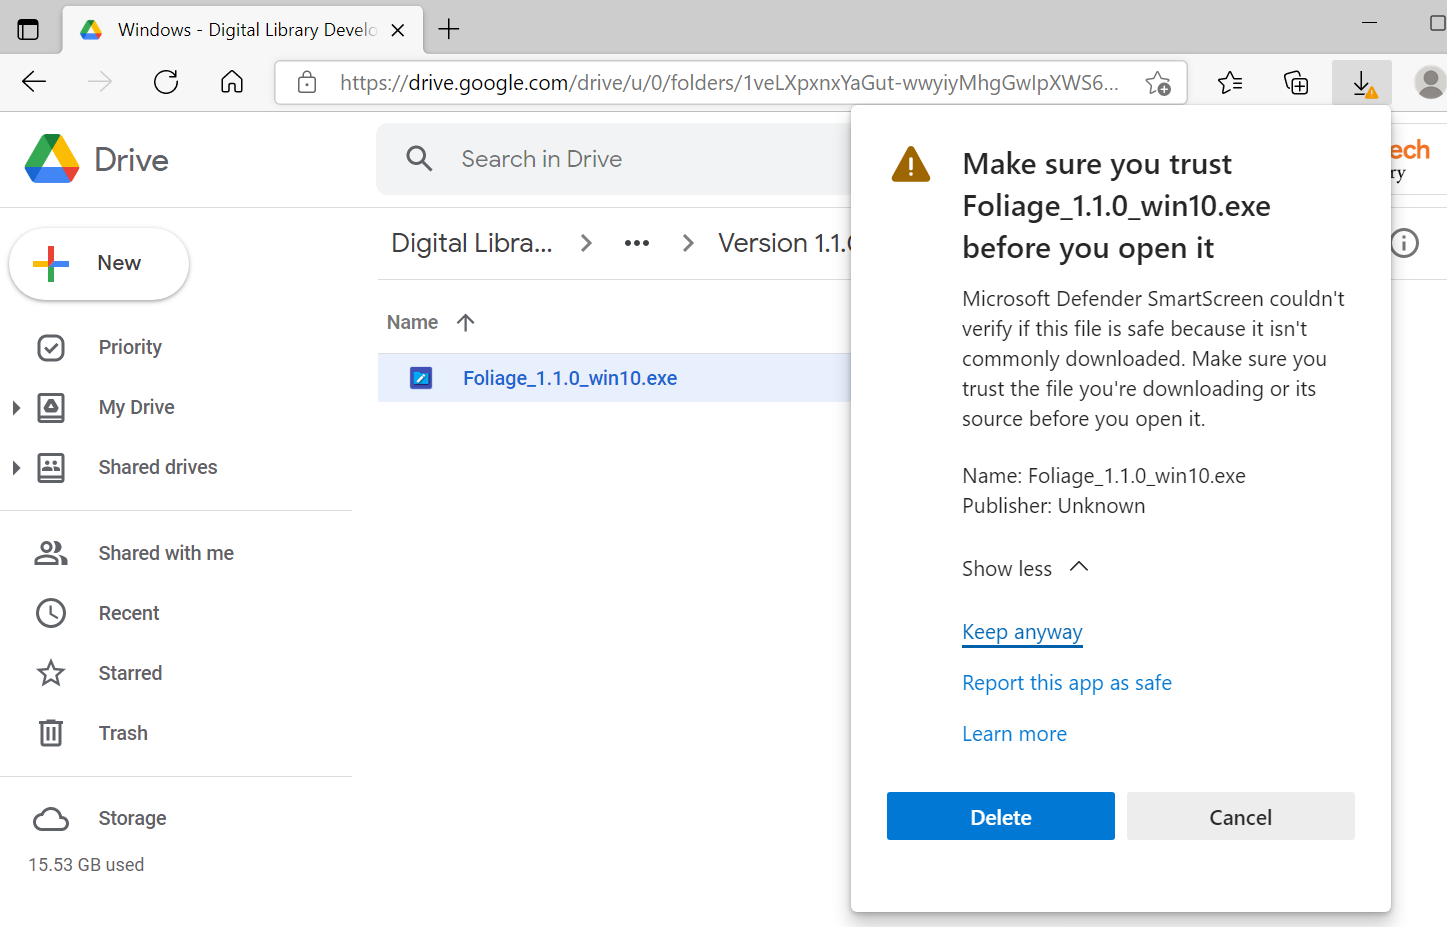 Windows - Digital Library Develo
https://drive.google.com/drive/u/0/folders/1veLXpxnxYaGut-wwyiyMhgGwIpXWS6...
Drive
Search in Drive
ech
ry
New
Digital Libra...
Version 1.1.0
Name
Foliage_1.1.0_win10.exe
Priority
My Drive
Shared drives
Shared with me
Recent
Starred
Trash
Storage
15.53 GB used
Make sure you trust
Foliage_1.1.0_win10.exe
before you open it
Microsoft Defender SmartScreen couldn't
verify if this file is safe because it isn't
commonly downloaded. Make sure you
trust the file you're downloading or its
source before you open it.
Name: Foliage_1.1.0_win10.exe
Publisher: Unknown
Show less
Keep anyway
Report this app as safe
Learn more
Delete
Cancel